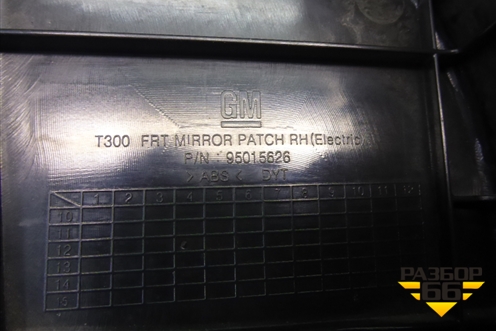 GM
T300 FRT MIRROR PATCH RH(Electric)
P/N : 95015626
>ABS< DYT
1 2 3 4 5 6 7 8 9 10 11 12
10
11
12
13
14
15
РАЗБОР
66